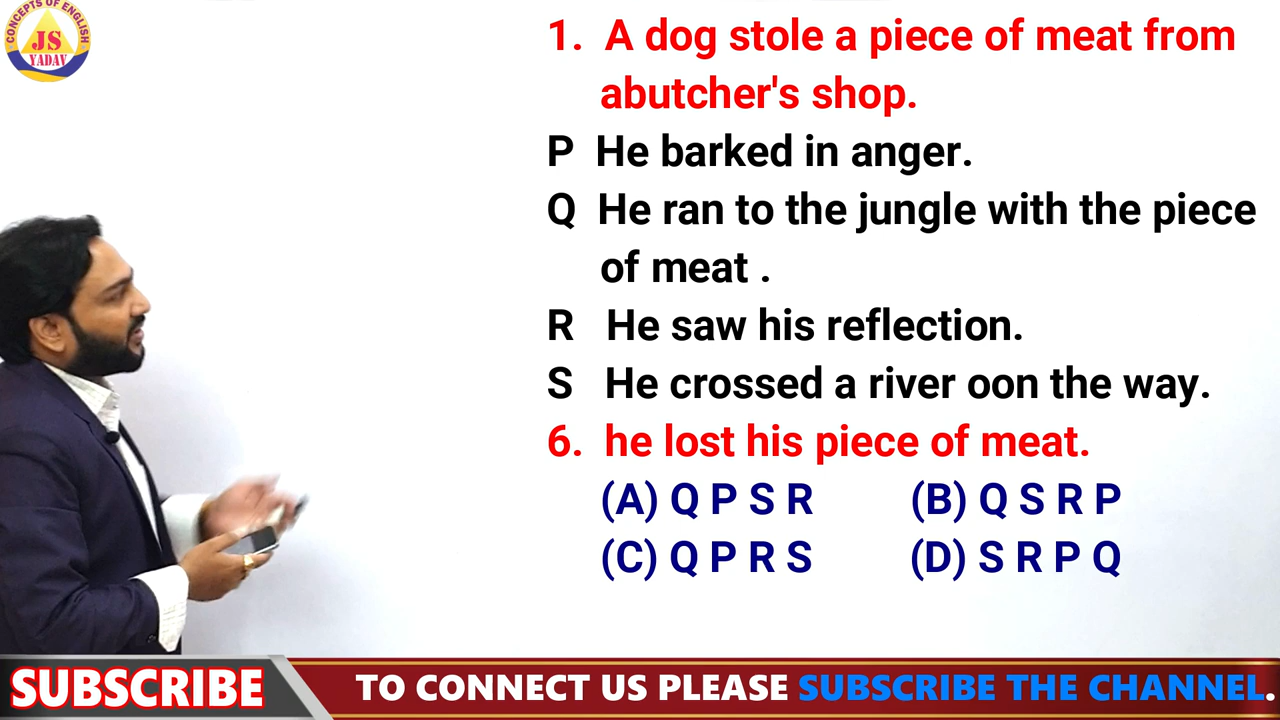 CONCEPTS OF ENGLISH
JS
YADAV
1. A dog stole a piece of meat from
abutcher's shop.
P He barked in anger.
Q He ran to the jungle with the piece
of meat .
R He saw his reflection.
S He crossed a river oon the way.
6. he lost his piece of meat.
(A) Q P S R (B) Q S R P
(C) Q P R S (D) S R P Q
SUBSCRIBE TO CONNECT US PLEASE SUBSCRIBE THE CHANNEL.